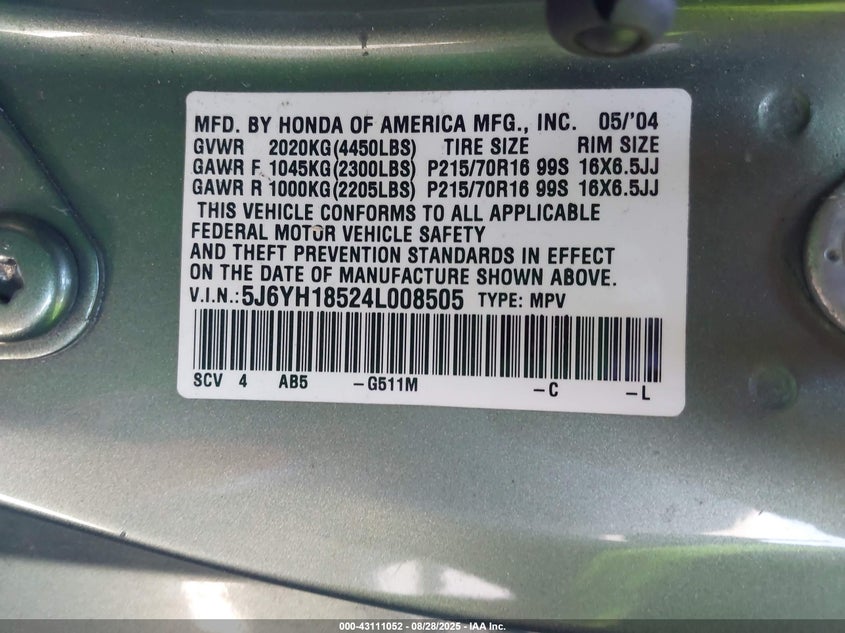 MFD. BY HONDA OF AMERICA MFG., INC. 05/'04
GVWR 2020KG(4450LBS) TIRE SIZE RIM SIZE
GAWR F 1045KG(2300LBS) P215/70R16 99S 16X6.5JJ
GAWR R 1000KG(2205LBS) P215/70R16 99S 16X6.5JJ
THIS VEHICLE CONFORMS TO ALL APPLICABLE
FEDERAL MOTOR VEHICLE SAFETY
AND THEFT PREVENTION STANDARDS IN EFFECT
ON THE DATE OF MANUFACTURE SHOWN ABOVE.
V.I.N.:5J6YH18524L008505 TYPE: MPV
SCV 4 AB5 -G511M -C -L
000-43111052 - 08/28/2025 - IAA Inc.